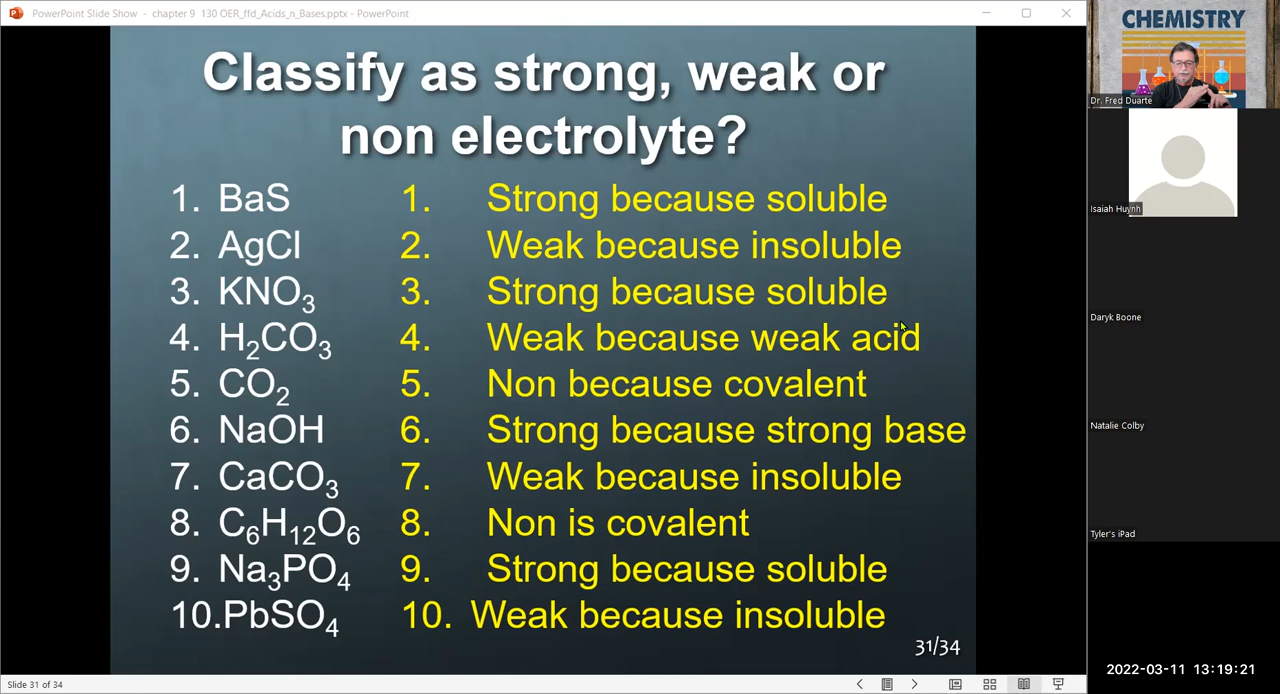 PowerPoint Slide Show - chapter 9 130 OER_ffd_Acids_n_Bases.pptx - PowerPoint
CHEMISTRY
Dr. Fred Duarte
Isaiah Huynh
Daryk Boone
Natalie Colby
Tyler's iPad
Classify as strong, weak or
non electrolyte?
1. BaS 1. Strong because soluble
2. AgCl 2. Weak because insoluble
3. KNO₃ 3. Strong because soluble
4. H₂CO₃ 4. Weak because weak acid
5. CO₂ 5. Non because covalent
6. NaOH 6. Strong because strong base
7. CaCO₃ 7. Weak because insoluble
8. C₆H₁₂O₆ 8. Non is covalent
9. Na₃PO₄ 9. Strong because soluble
10. PbSO₄ 10. Weak because insoluble
31/34
Slide 31 of 34
2022-03-11 13:19:21